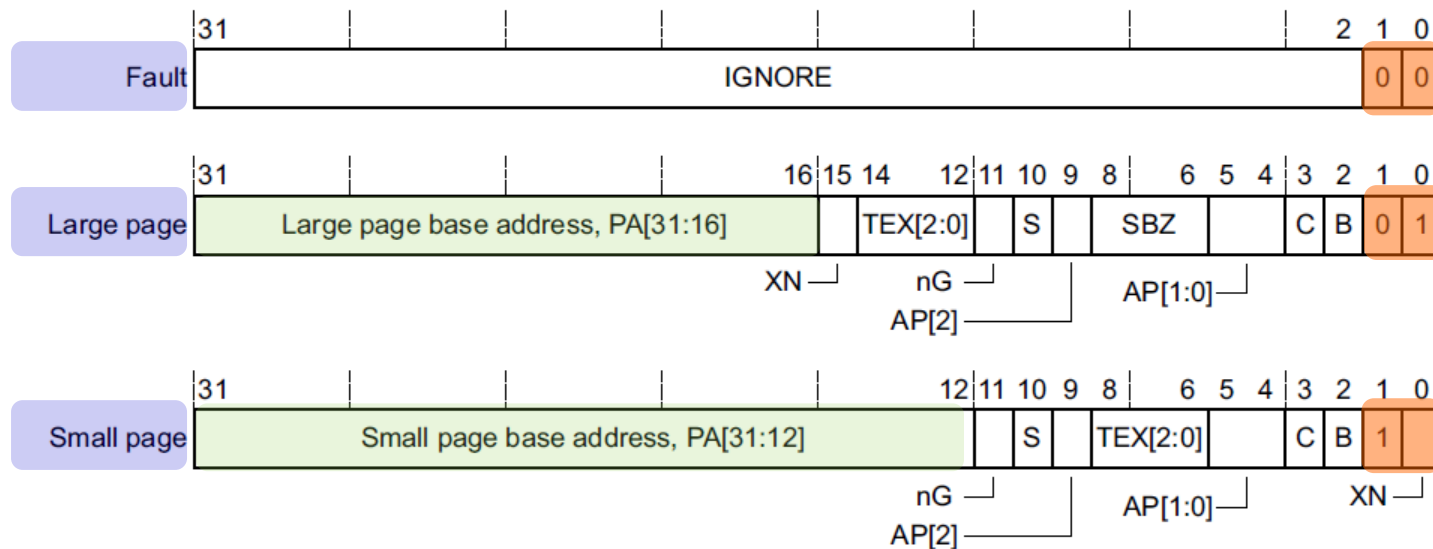 31 2 1 0
Fault IGNORE 0 0
31 16 15 14 12 11 10 9 8 6 5 4 3 2 1 0
Large page Large page base address, PA[31:16] TEX[2:0] S SBZ C B 0 1
XN nG AP[1:0]
AP[2]
31 12 11 10 9 8 6 5 4 3 2 1 0
Small page Small page base address, PA[31:12] S TEX[2:0] C B 1
nG AP[1:0] XN
AP[2]